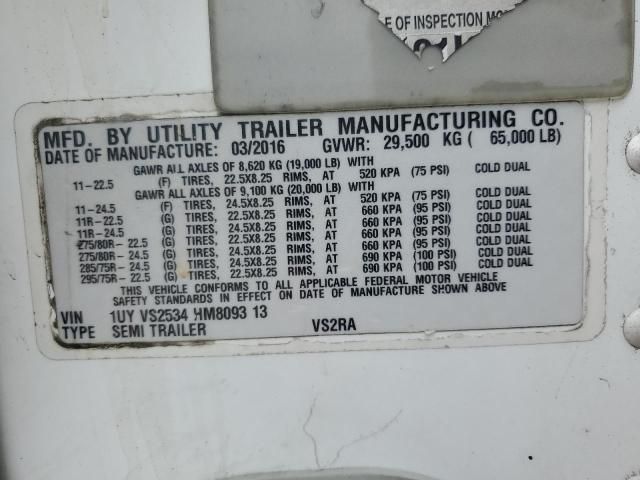 E OF INSPECTION MO
MFD. BY UTILITY TRAILER MANUFACTURING CO.
DATE OF MANUFACTURE: 03/2016 GVWR: 29,500 KG ( 65,000 LB)
GAWR ALL AXLES OF 8,620 KG (19,000 LB) WITH
11-22.5 (F) TIRES, 22.5X8.25 RIMS, AT 520 KPA (75 PSI) COLD DUAL
GAWR ALL AXLES OF 9,100 KG (20,000 LB) WITH
11-24.5 (F) TIRES, 24.5X8.25 RIMS, AT 520 KPA (75 PSI) COLD DUAL
11R-22.5 (G) TIRES, 22.5X8.25 RIMS, AT 660 KPA (95 PSI) COLD DUAL
11R-24.5 (G) TIRES, 24.5X8.25 RIMS, AT 660 KPA (95 PSI) COLD DUAL
275/80R-22.5 (G) TIRES, 22.5X8.25 RIMS, AT 660 KPA (95 PSI) COLD DUAL
275/80R-24.5 (G) TIRES, 24.5X8.25 RIMS, AT 660 KPA (95 PSI) COLD DUAL
285/75R-24.5 (G) TIRES, 24.5X8.25 RIMS, AT 690 KPA (100 PSI) COLD DUAL
295/75R-22.5 (G) TIRES, 22.5X8.25 RIMS, AT 690 KPA (100 PSI) COLD DUAL
THIS VEHICLE CONFORMS TO ALL APPLICABLE FEDERAL MOTOR VEHICLE
SAFETY STANDARDS IN EFFECT ON DATE OF MANUFACTURE SHOWN ABOVE
VIN 1UY VS2534 HM8093 13
TYPE SEMI TRAILER VS2RA